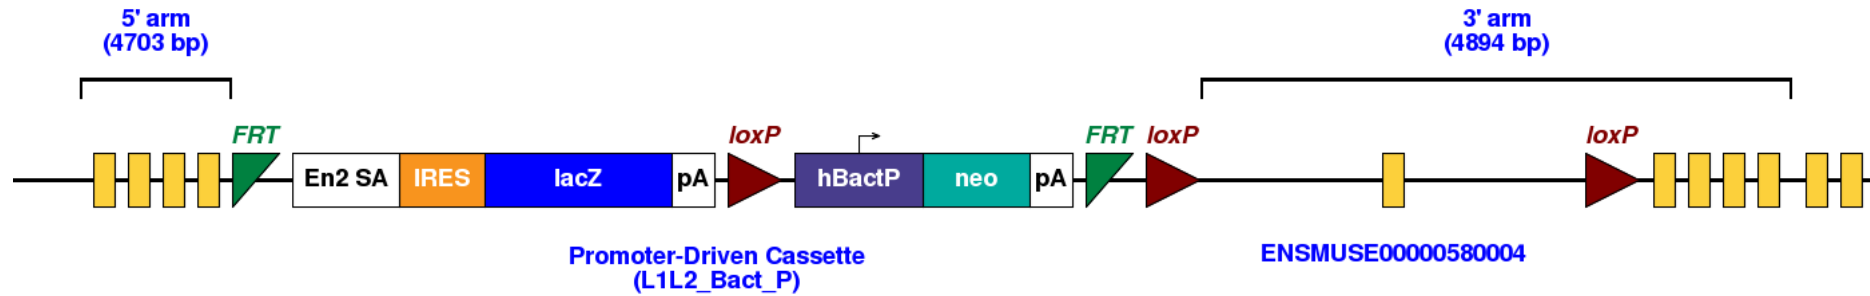 5' arm
(4703 bp)
3' arm
(4894 bp)
FRT
loxP
FRT
loxP
loxP
En2 SA
IRES
lacZ
pA
hBactP
neo
pA
Promoter-Driven Cassette
(L1L2_Bact_P)
ENSMUSE00000580004